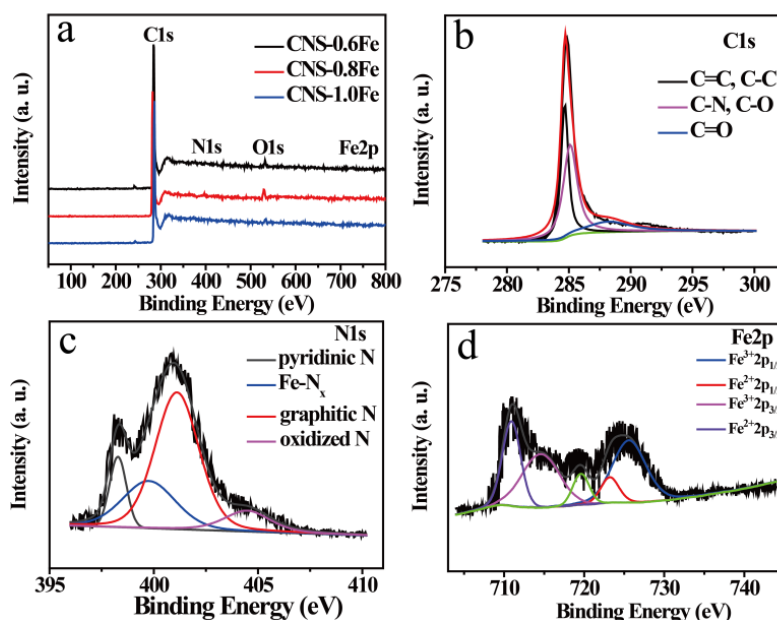 a
C1s
CNS-0.6Fe
CNS-0.8Fe
CNS-1.0Fe
N1s
O1s
Fe2p
Intensity (a. u.)
100 200 300 400 500 600 700 800
Binding Energy (eV)
b
C1s
C=C, C-C
C-N, C-O
C=O
Intensity (a. u.)
275 280 285 290 295 300
Binding Energy (eV)
c
N1s
pyridinic N
Fe-Nx
graphitic N
oxidized N
Intensity (a. u.)
395 400 405 410
Binding Energy (eV)
d
Fe2p
Fe3+2p1/
Fe2+2p1/
Fe3+2p3/
Fe2+2p3/
Intensity (a. u.)
710 720 730 740
Binding Energy (eV)